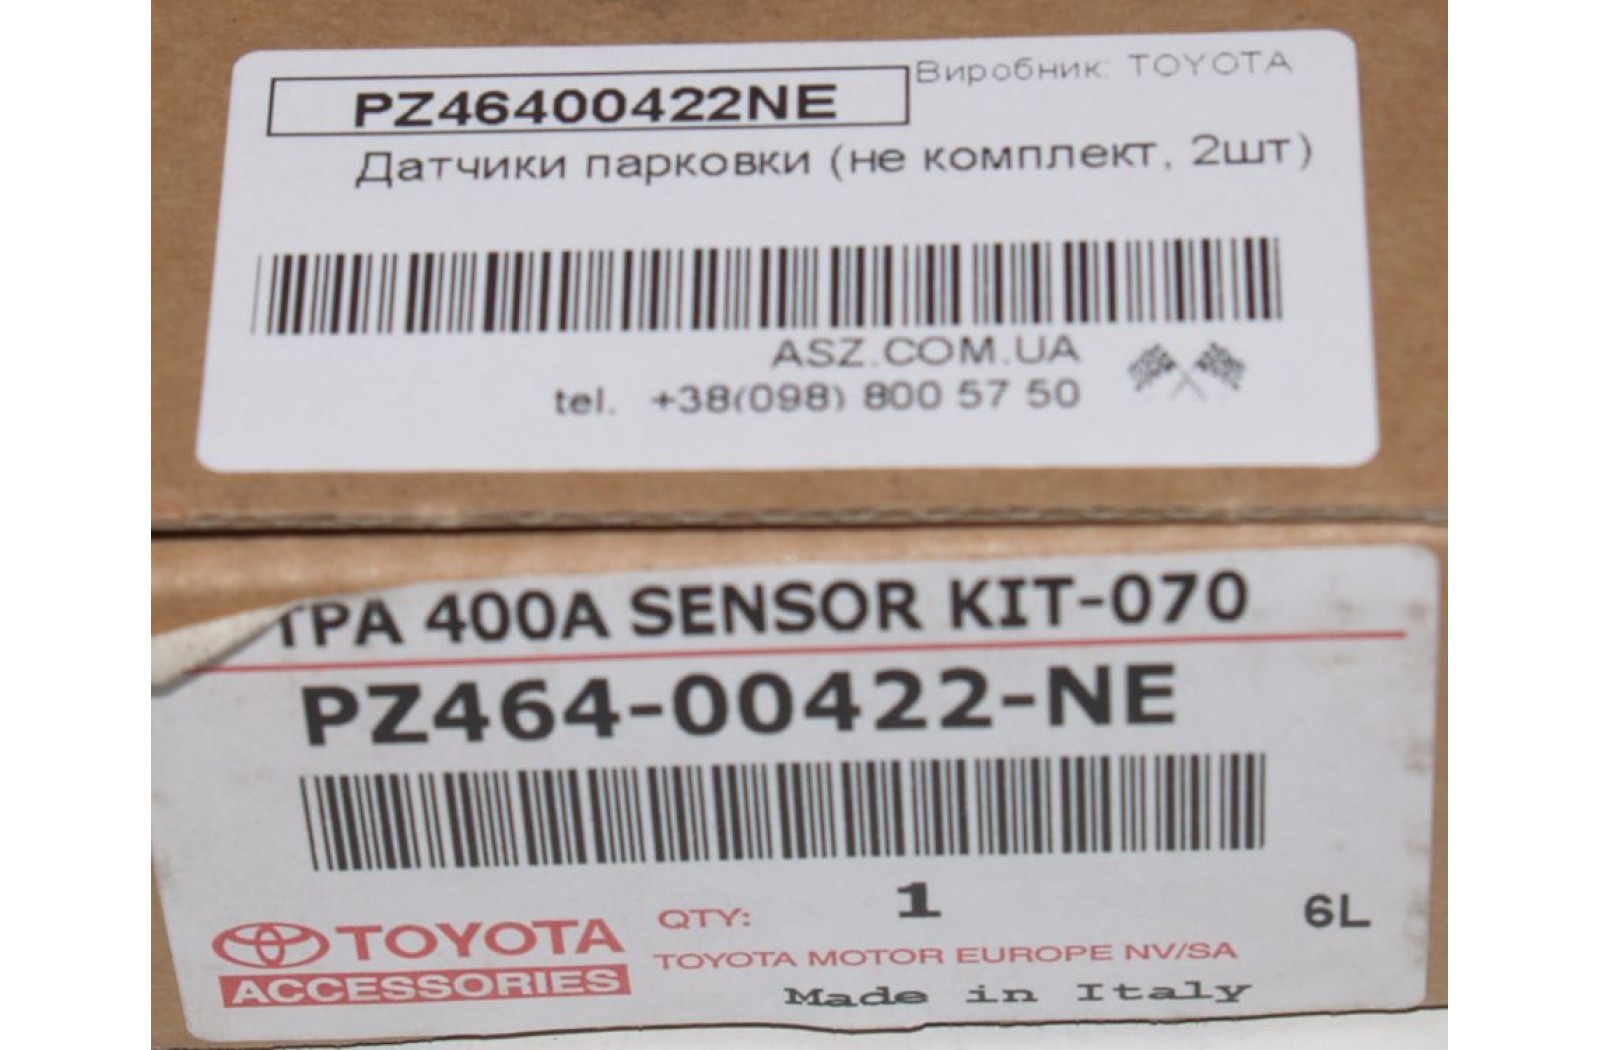 PZ46400422NE
Виробник: TOYOTA
Датчики парковки (не комплект, 2шт)
ASZ.COM.UA
tel. +38(098) 800 57 50
TPA 400A SENSOR KIT-070
PZ464-00422-NE
QTY: 1
6L
TOYOTA
ACCESSORIES
TOYOTA MOTOR EUROPE NV/SA
Made in Italy